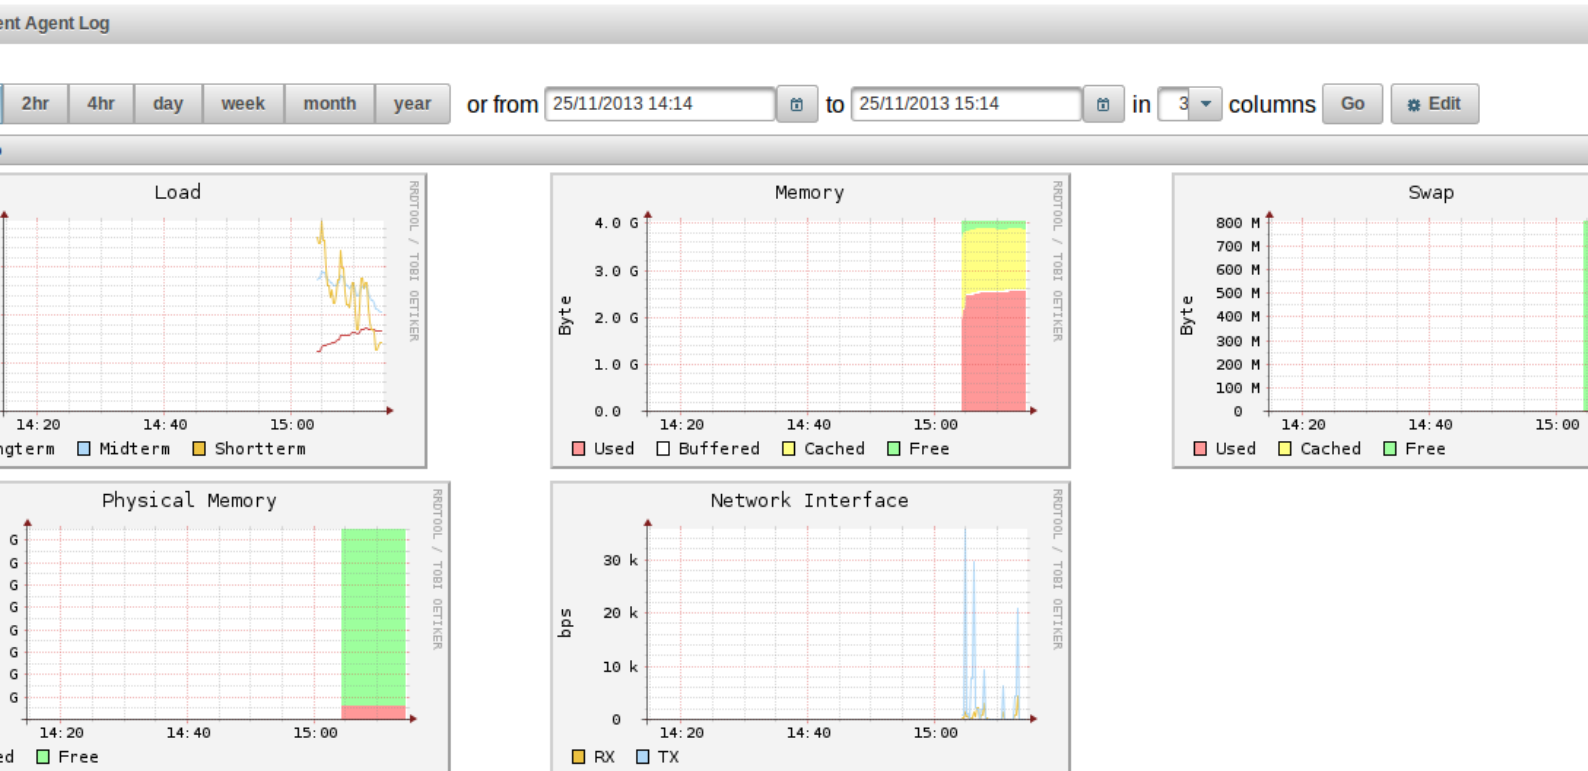 ent Agent Log
2hr 4hr day week month year or from 25/11/2013 14:14 to 25/11/2013 15:14 in 3 columns Go Edit
Load
RRDTOOL / TOBI OETIKER
14:20 14:40 15:00
ngterm Midterm Shortterm
Memory
RRDTOOL / TOBI OETIKER
Byte
4.0 G
3.0 G
2.0 G
1.0 G
0.0
14:20 14:40 15:00
Used Buffered Cached Free
Swap
Byte
800 M
700 M
600 M
500 M
400 M
300 M
200 M
100 M
0
14:20 14:40 15:00
Used Cached Free
Physical Memory
RRDTOOL / TOBI OETIKER
G
G
G
G
G
G
G
G
14:20 14:40 15:00
ed Free
Network Interface
RRDTOOL / TOBI OETIKER
bps
30 k
20 k
10 k
0
14:20 14:40 15:00
RX TX